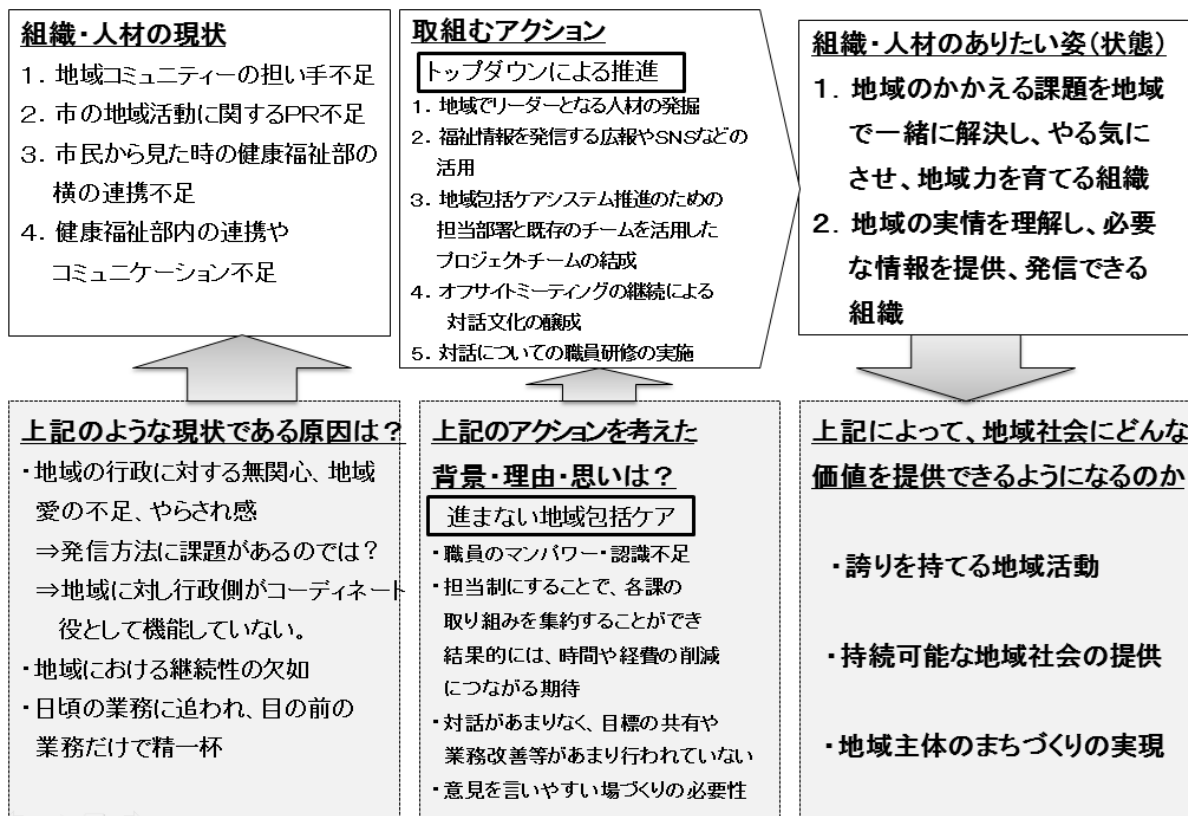 組織・人材の現状
1．地域コミュニティーの担い手不足
2．市の地域活動に関するPR不足
3．市民から見た時の健康福祉部の
横の連携不足
4．健康福祉部内の連携や
コミュニケーション不足
取組むアクション
トップダウンによる推進
1．地域でリーダーとなる人材の発掘
2．福祉情報を発信する広報やSNSなどの
活用
3．地域包括ケアシステム推進のための
担当部署と既存のチームを活用した
プロジェクトチームの結成
4．オフサイトミーティングの継続による
対話文化の醸成
5．対話についての職員研修の実施
組織・人材のありたい姿(状態)
1．地域のかかえる課題を地域
で一緒に解決し、やる気に
させ、地域力を育てる組織
2．地域の実情を理解し、必要
な情報を提供、発信できる
組織
上記のような現状である原因は？
・地域の行政に対する無関心、地域
愛の不足、やらされ感
⇒発信方法に課題があるのでは？
⇒地域に対し行政側がコーディネート
役として機能していない。
・地域における継続性の欠如
・日頃の業務に追われ、目の前の
業務だけで精一杯
上記のアクションを考えた
背景・理由・思いは？
進まない地域包括ケア
・職員のマンパワー・認識不足
・担当制にすることで、各課の
取り組みを集約することができ
結果的には、時間や経費の削減
につながる期待
・対話があまりなく、目標の共有や
業務改善等があまり行われていない
・意見を言いやすい場づくりの必要性
上記によって、地域社会にどんな
価値を提供できるようになるのか
・誇りを持てる地域活動
・持続可能な地域社会の提供
・地域主体のまちづくりの実現